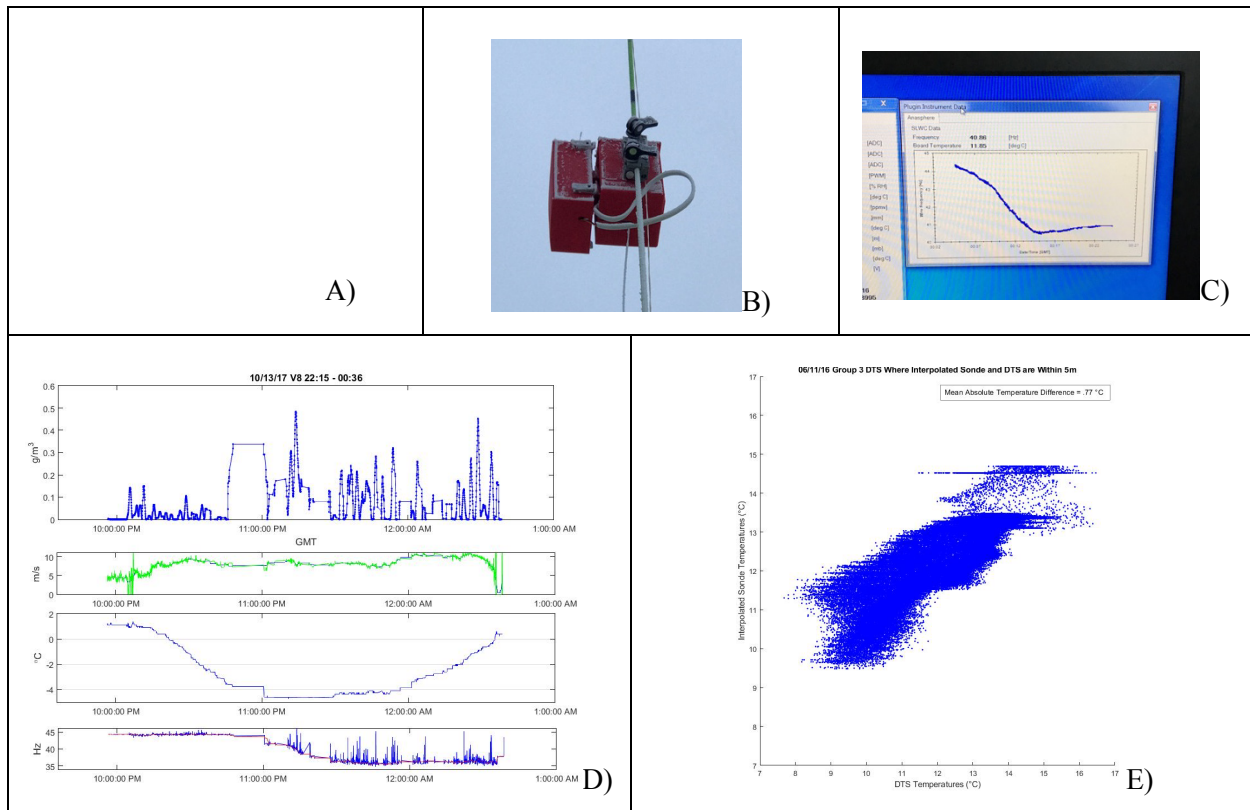 A)
B)
C)
Plugin Instrument Data
Anasphere
SLWC Data
Frequency 40.86 [Hz]
Board Temperature 11.85 [deg C]
[ADC]
[ADC]
[ADC]
[PWM]
[% RH]
[deg C]
[ppmv]
[mm]
[deg C]
[m]
[mb]
[deg C]
[V]
10/13/17 V8 22:15 - 00:36
0.6
0.5
0.4
0.3
0.2
0.1
0
g/m³
10:00:00 PM 11:00:00 PM 12:00:00 AM 1:00:00 AM
GMT
10
5
0
m/s
10:00:00 PM 11:00:00 PM 12:00:00 AM 1:00:00 AM
2
0
-2
-4
°C
10:00:00 PM 11:00:00 PM 12:00:00 AM 1:00:00 AM
45
40
35
Hz
10:00:00 PM 11:00:00 PM 12:00:00 AM 1:00:00 AM
D)
06/11/16 Group 3 DTS Where Interpolated Sonde and DTS are Within 5m
Mean Absolute Temperature Difference = .77 °C
17
16
15
14
13
12
11
10
9
8
7
Interpolated Sonde Temperatures (°C)
7 8 9 10 11 12 13 14 15 16 17
DTS Temperatures (°C)
E)